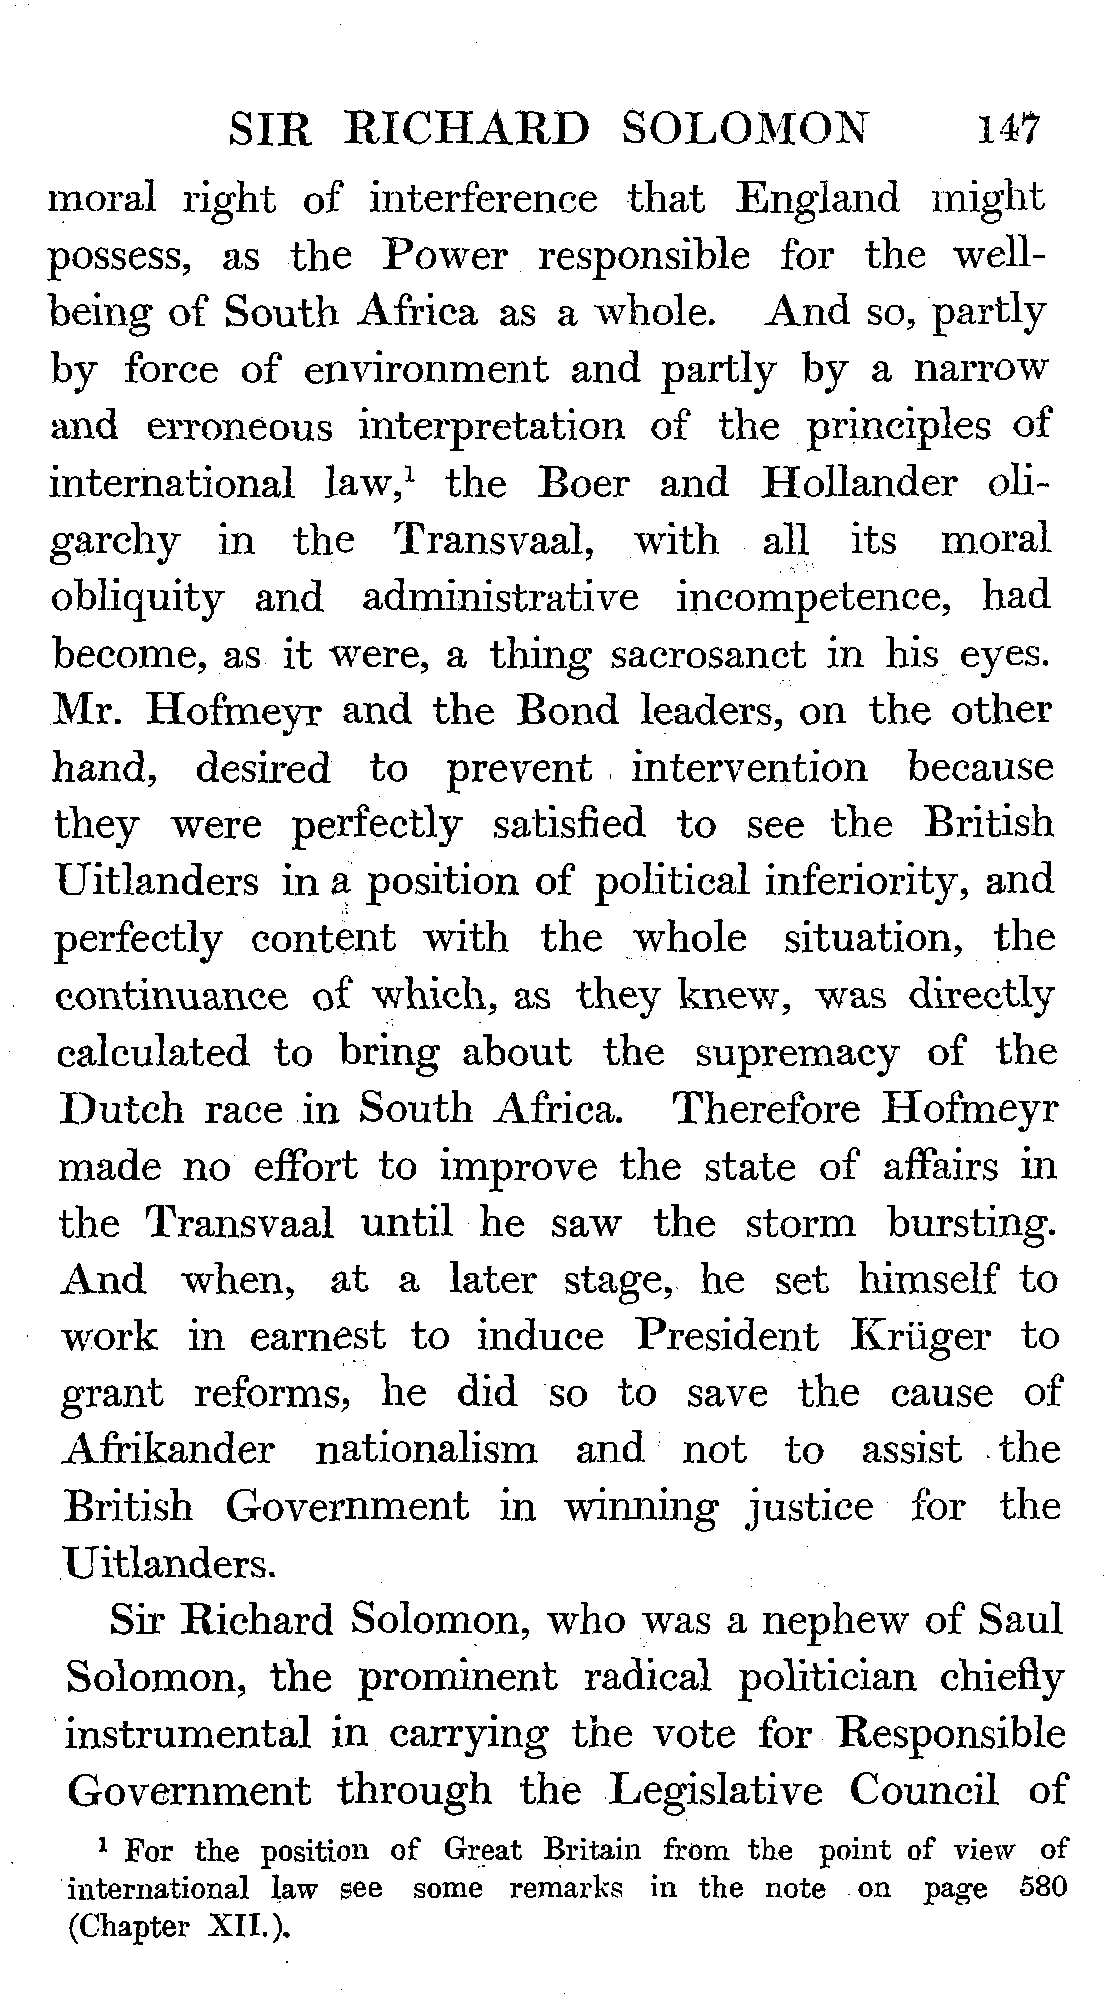 SIR RICHARD SOLOMON 147
moral right of interference that England might
possess, as the Power responsible for the well-
being of South Africa as a whole. And so, partly
by force of environment and partly by a narrow
and erroneous interpretation of the principles of
international law,¹ the Boer and Hollander oli-
garchy in the Transvaal, with all its moral
obliquity and administrative incompetence, had
become, as it were, a thing sacrosanct in his eyes.
Mr. Hofmeyr and the Bond leaders, on the other
hand, desired to prevent intervention because
they were perfectly satisfied to see the British
Uitlanders in a position of political inferiority, and
perfectly content with the whole situation, the
continuance of which, as they knew, was directly
calculated to bring about the supremacy of the
Dutch race in South Africa. Therefore Hofmeyr
made no effort to improve the state of affairs in
the Transvaal until he saw the storm bursting.
And when, at a later stage, he set himself to
work in earnest to induce President Krüger to
grant reforms, he did so to save the cause of
Afrikander nationalism and not to assist the
British Government in winning justice for the
Uitlanders.
Sir Richard Solomon, who was a nephew of Saul
Solomon, the prominent radical politician chiefly
instrumental in carrying the vote for Responsible
Government through the Legislative Council of
¹ For the position of Great Britain from the point of view of
international law see some remarks in the note on page 580
(Chapter XII.).